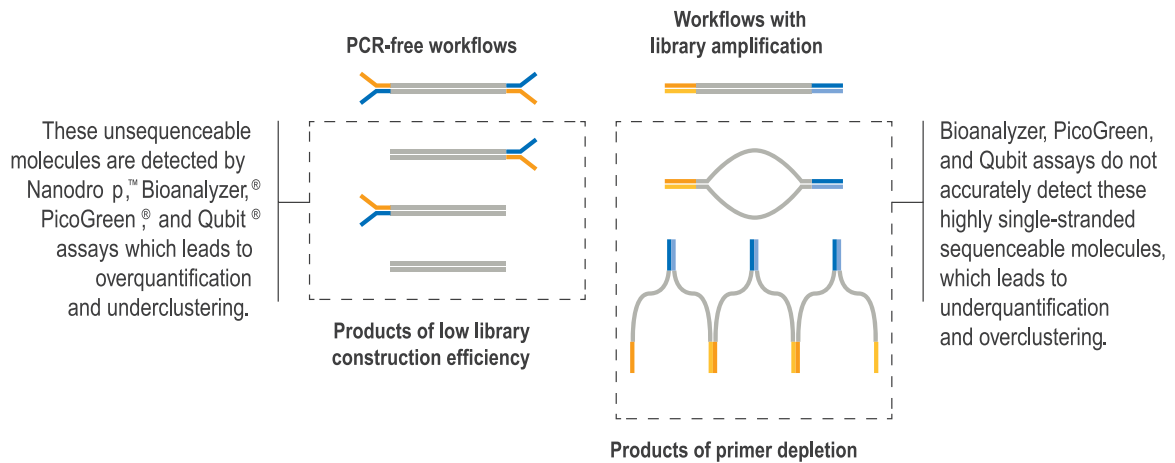 PCR-free workflows
Workflows with
library amplification
These unsequenceable
molecules are detected by
Nanodro p,™ Bioanalyzer,®
PicoGreen,® and Qubit ®
assays which leads to
overquantification
and underclustering.
Products of low library
construction efficiency
Bioanalyzer, PicoGreen,
and Qubit assays do not
accurately detect these
highly single-stranded
sequenceable molecules,
which leads to
underquantification
and overclustering.
Products of primer depletion